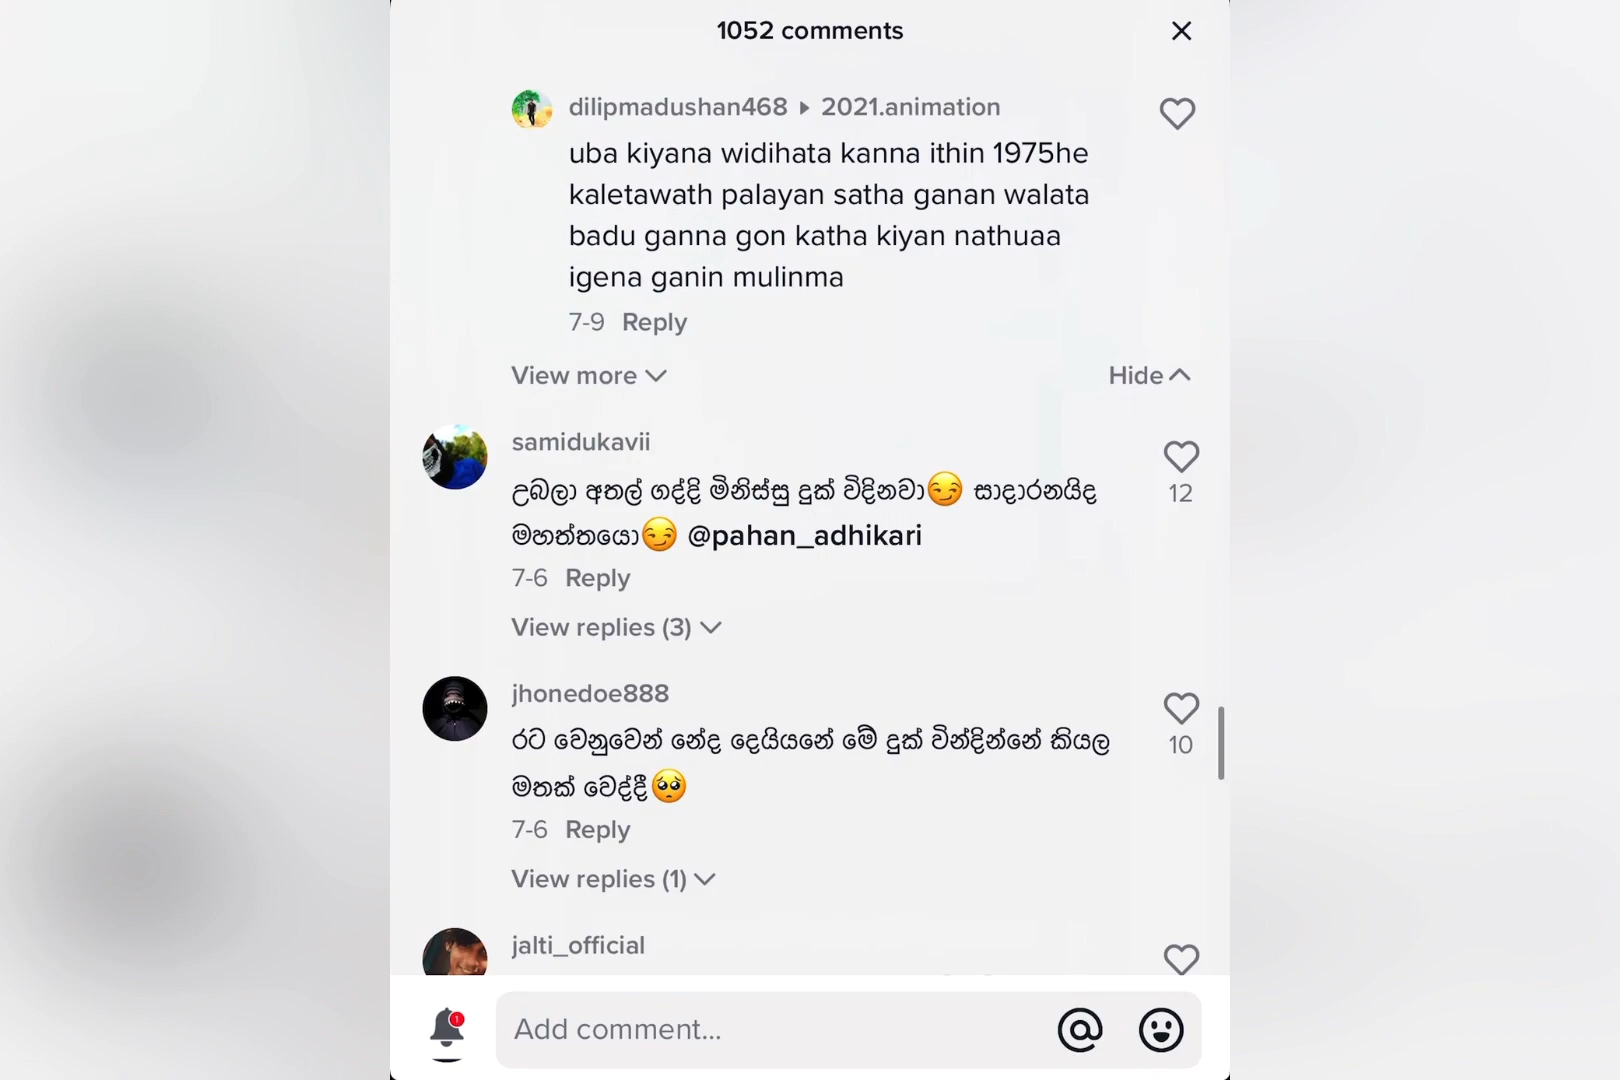 1052 comments
dilipmadushan468 ▸ 2021.animation
uba kiyana widihata kanna ithin 1975he
kaletawath palayan satha ganan walata
badu ganna gon katha kiyan nathuaa
igena ganin mulinma
7-9 Reply
View more
Hide
samidukavii
උබලා අතල් ගද්දි මිනිස්සු දුක් විදිනවා😏 සාදාරනයිද
12
මහත්තයො😏 @pahan_adhikari
7-6 Reply
View replies (3)
jhonedoe888
රට වෙනුවෙන් නේද දෙයියනේ මේ දුක් වින්දින්නේ කියල
10
මතක් වෙද්දී🥺
7-6 Reply
View replies (1)
jalti_official
1
Add comment...